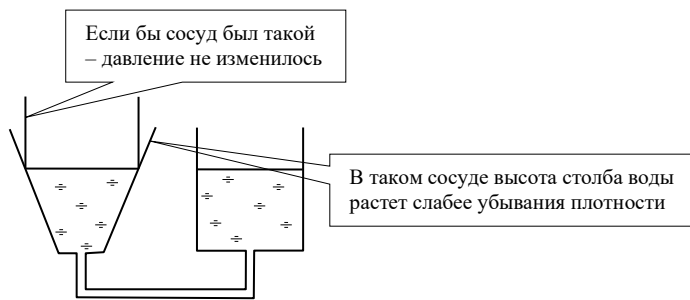 Если бы сосуд был такой
– давление не изменилось
В таком сосуде высота столба воды
растет слабее убывания плотности